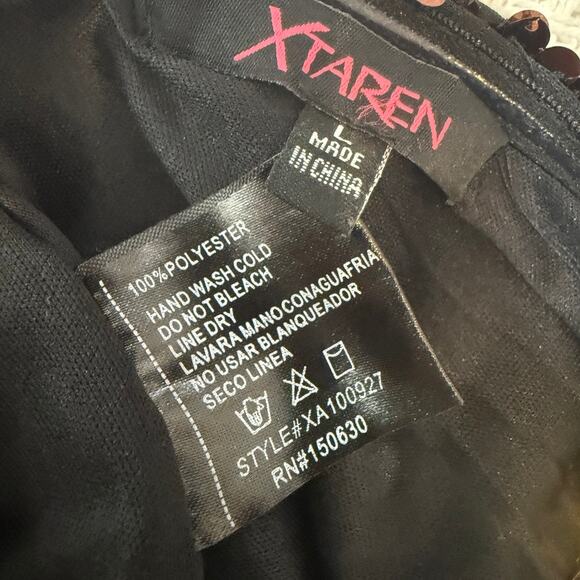 XTAREN
L
MADE
IN CHINA
100%POLYESTER
HAND WASH COLD
DO NOT BLEACH
LINE DRY
LAVARA MANO CONAGUAFRIA
NO USAR BLANQUEADOR
SECO LINEA
STYLE#XA100927
RN#150630